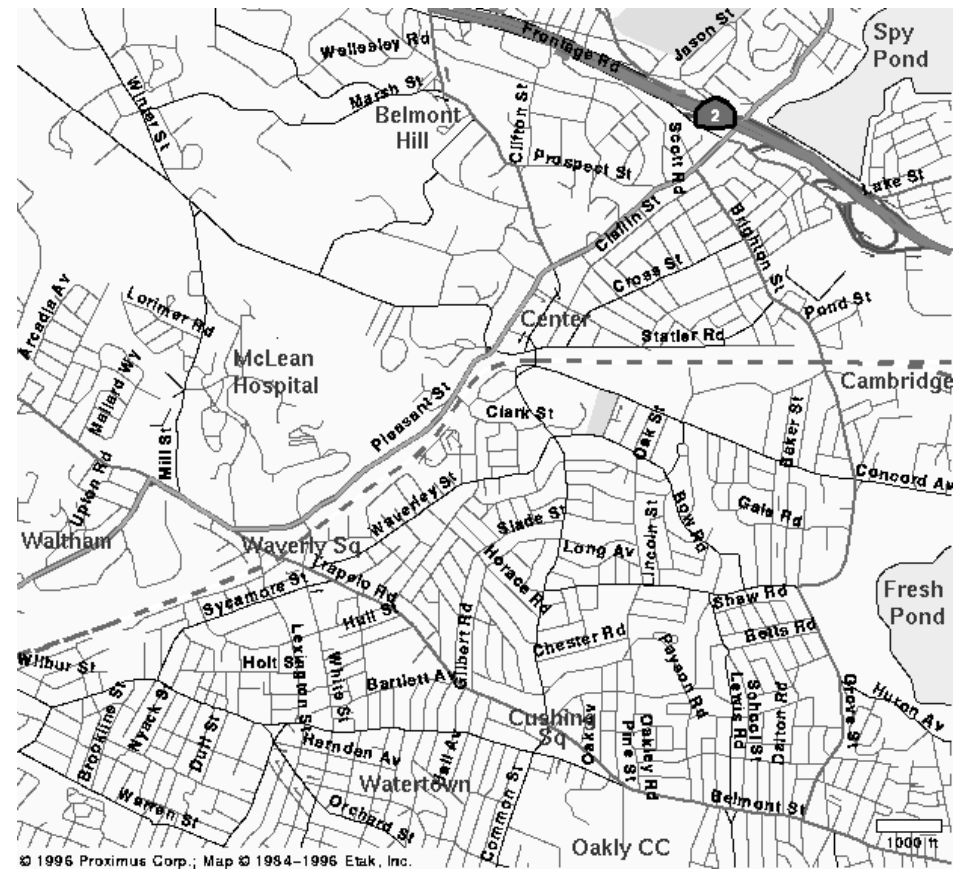 Jason St
Spy
Pond
Frontage Rd
Wellesley Rd
Marsh St
Winter St
Belmont
Hill
Clifton St
2
Scott Rd
Prospect St
Lake St
Claflin St
Brighton St
Cross St
Pond St
Arcadia Av
Lorimer Rd
Center
Statler Rd
McLean
Hospital
Mallard Wy
Cambridge
Pleasant St
Clark St
Oak St
Baker St
Mill St
Upton Rd
Concord Av
Waverley St
Bow Rd
Gale Rd
Slade St
Lincoln St
Waltham
Waverly Sq
Long Av
Trapelo Rd
Horace Rd
Fresh
Pond
Sycamore St
Shaw Rd
Hull St
Bells Rd
Gilbert Rd
Chester Rd
Payson Rd
Wilbur St
Holt St
Lexington St
White St
Bartlett Av
Lewis Rd
School St
Clafton Rd
Grove St
Huron Av
Brookline St
Nyack St
Duff St
Cushing
Sq
Oak Av
Pine St
Oakley Rd
Harndan Av
Dall Av
Watertown
Belmont St
Warren St
Orchard St
Common St
Oakly CC
1000 ft
© 1996 Proximus Corp.; Map © 1984-1996 Etak, Inc.